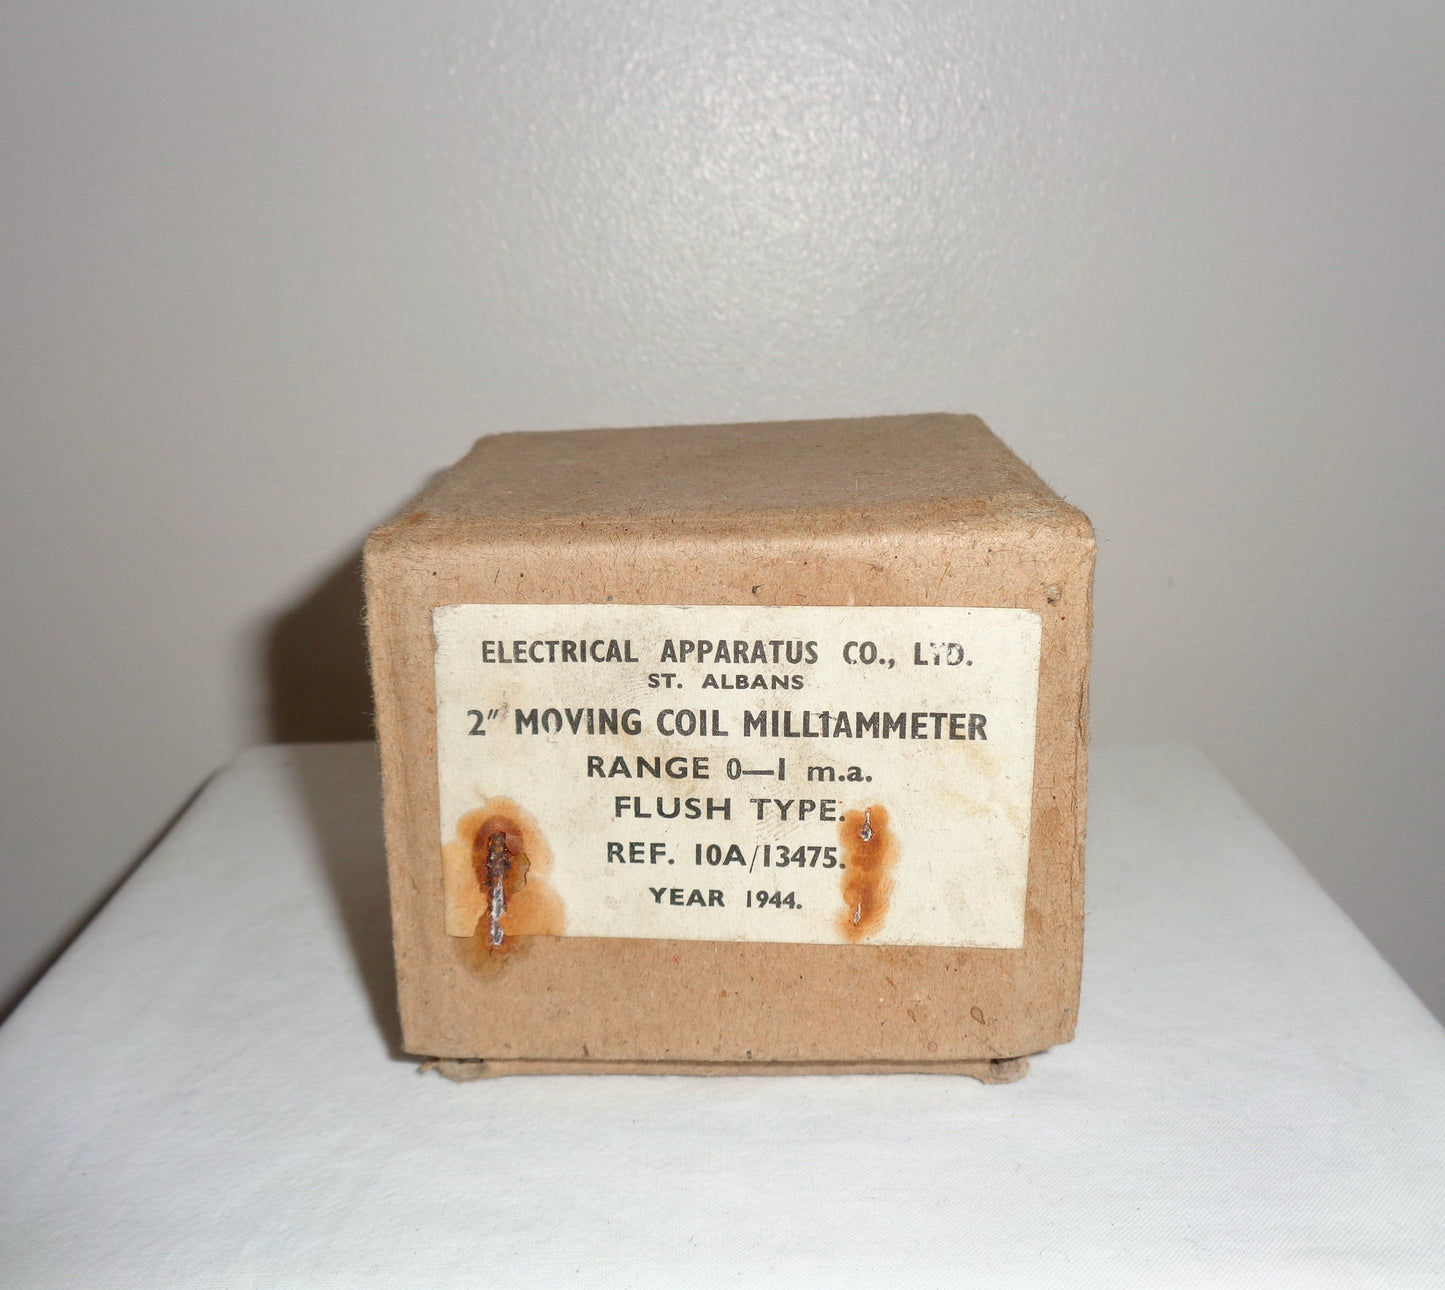 ELECTRICAL APPARATUS CO., LTD.
ST. ALBANS
2" MOVING COIL MILLIAMMETER
RANGE 0—1 m.a.
FLUSH TYPE.
REF. 10A/13475.
YEAR 1944.